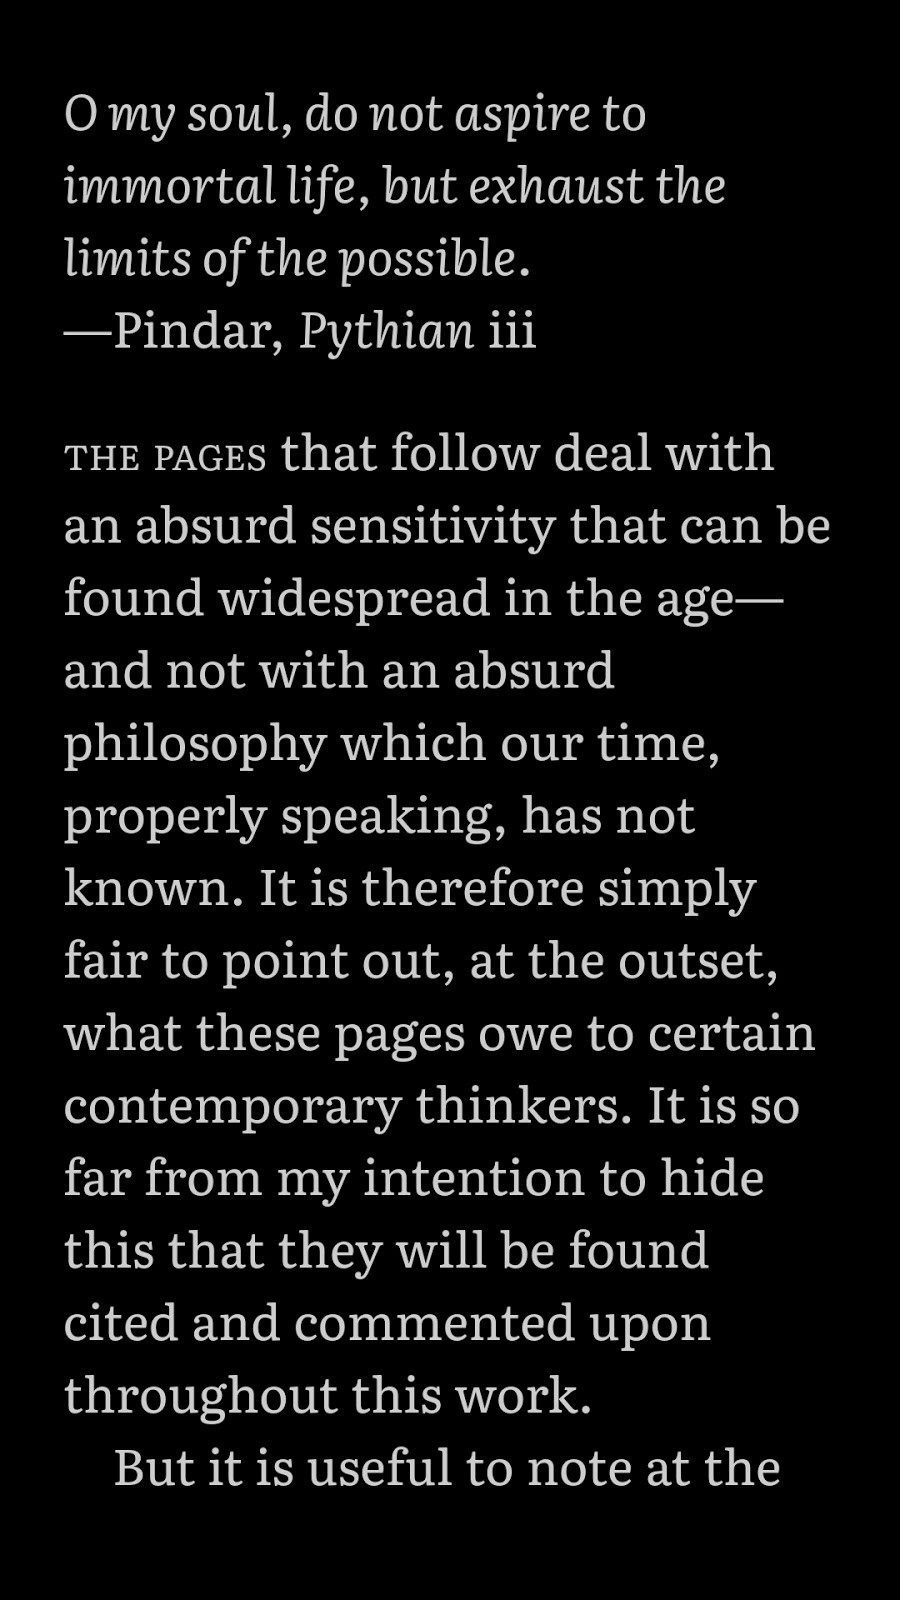 O my soul, do not aspire to
immortal life, but exhaust the
limits of the possible.
—Pindar, Pythian iii
THE PAGES that follow deal with
an absurd sensitivity that can be
found widespread in the age—
and not with an absurd
philosophy which our time,
properly speaking, has not
known. It is therefore simply
fair to point out, at the outset,
what these pages owe to certain
contemporary thinkers. It is so
far from my intention to hide
this that they will be found
cited and commented upon
throughout this work.
But it is useful to note at the